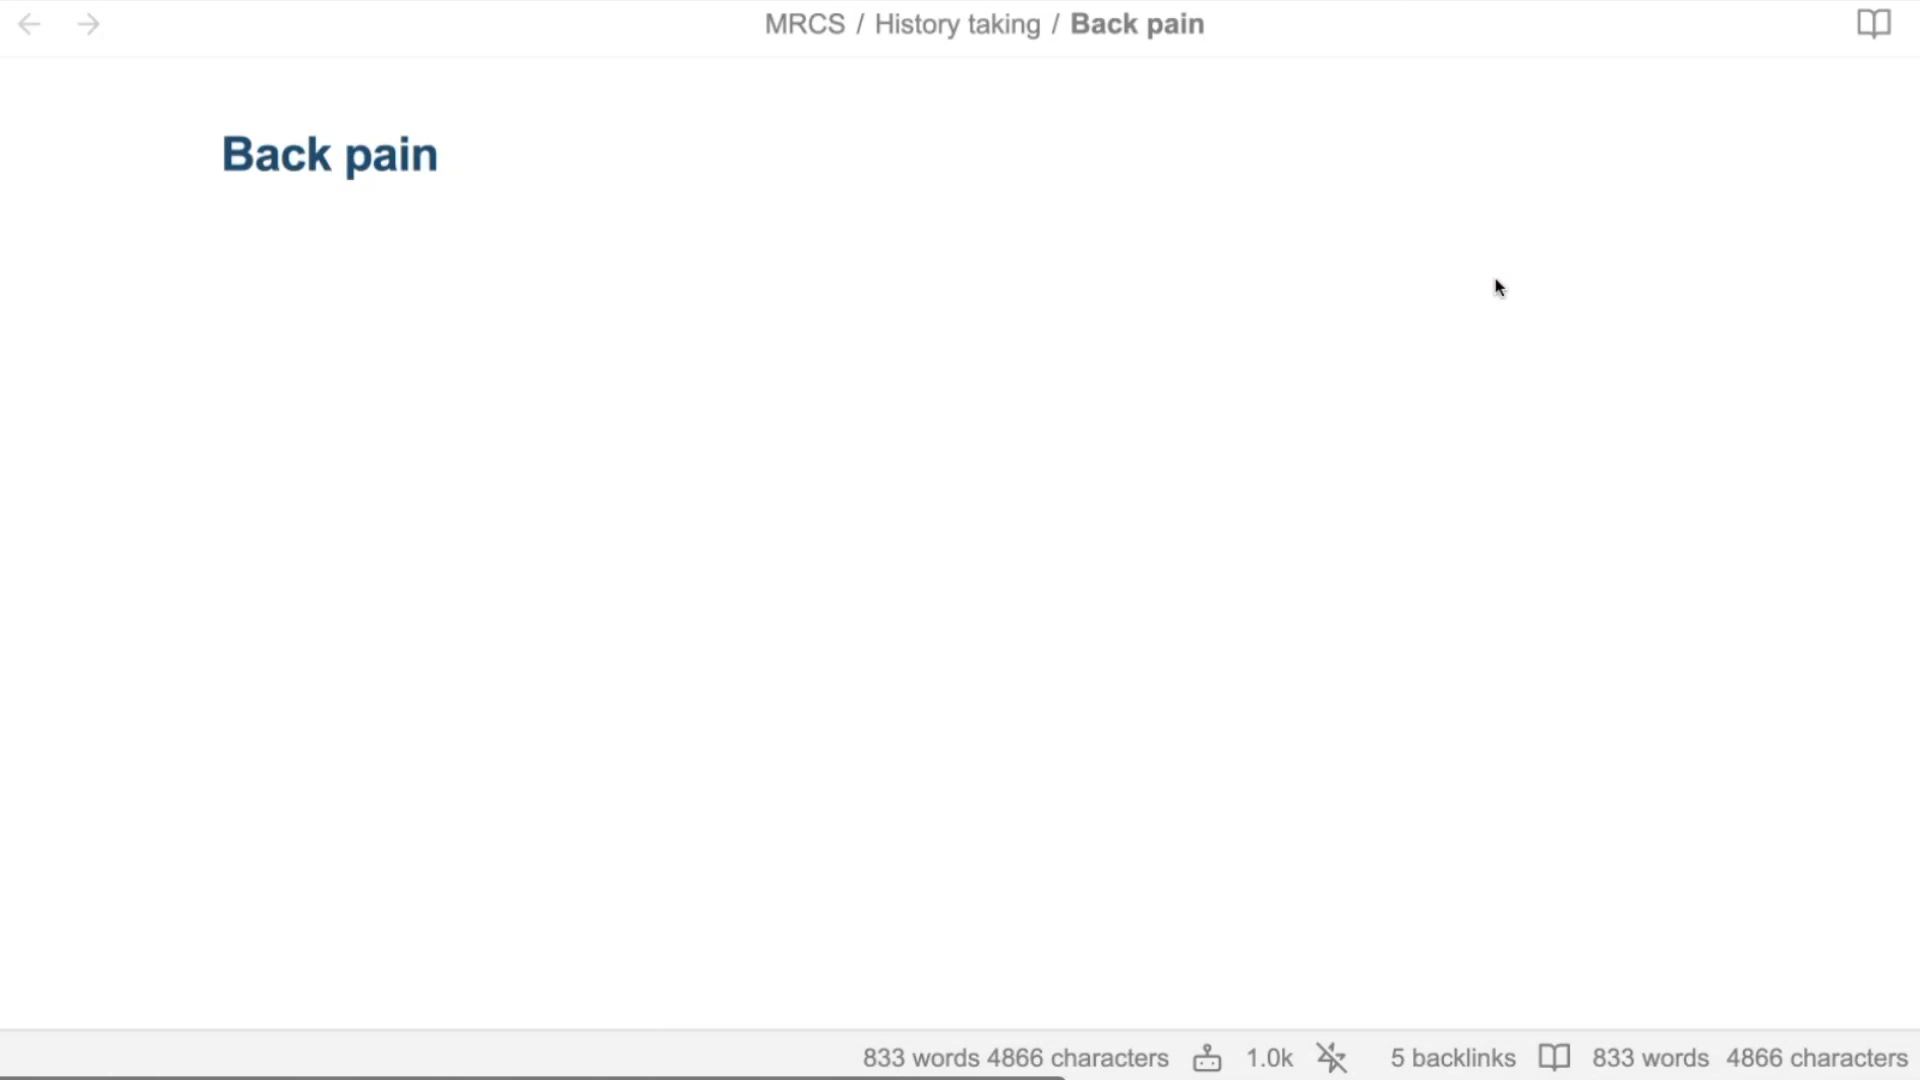 MRCS / History taking / Back pain
Back pain
833 words 4866 characters 1.0k 5 backlinks 833 words 4866 characters